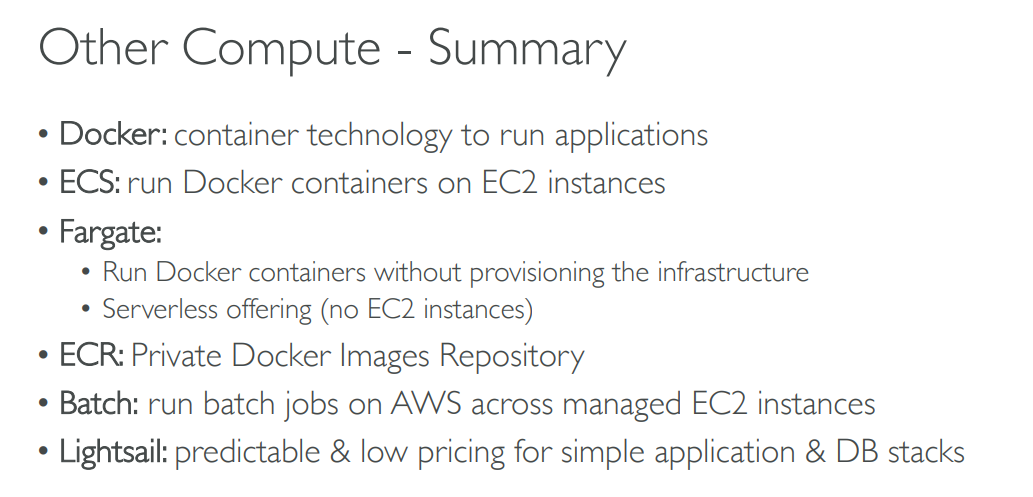 Other Compute - Summary
• Docker: container technology to run applications
• ECS: run Docker containers on EC2 instances
• Fargate:
• Run Docker containers without provisioning the infrastructure
• Serverless offering (no EC2 instances)
• ECR: Private Docker Images Repository
• Batch: run batch jobs on AWS across managed EC2 instances
• Lightsail: predictable & low pricing for simple application & DB stacks